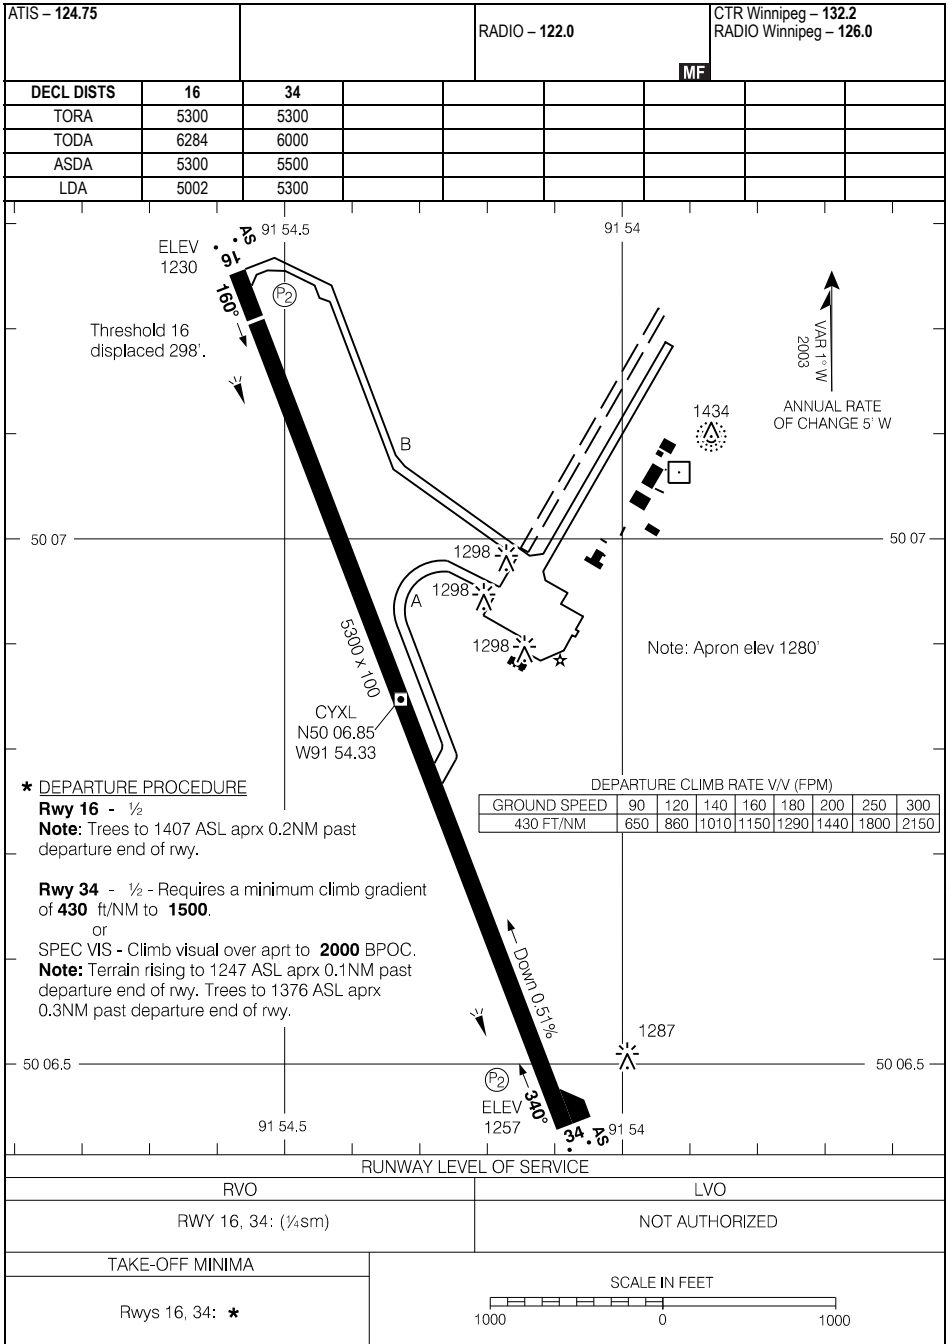 ATIS – 124.75
RADIO – 122.0
MF
CTR Winnipeg – 132.2
RADIO Winnipeg – 126.0
DECL DISTS 16 34
TORA 5300 5300
TODA 6284 6000
ASDA 5300 5500
LDA 5002 5300
91 54.5
91 54
AS
16
ELEV
1230
160°
P2
Threshold 16
displaced 298'.
VAR 1° W
2003
ANNUAL RATE
OF CHANGE 5' W
1434
B
50 07
50 07
1298
1298
A
1298
Note: Apron elev 1280'
5300 x 100
CYXL
N50 06.85
W91 54.33
* DEPARTURE PROCEDURE
Rwy 16 - ½
Note: Trees to 1407 ASL aprx 0.2NM past
departure end of rwy.
Rwy 34 - ½ - Requires a minimum climb gradient
of 430 ft/NM to 1500.
or
SPEC VIS - Climb visual over aprt to 2000 BPOC.
Note: Terrain rising to 1247 ASL aprx 0.1NM past
departure end of rwy. Trees to 1376 ASL aprx
0.3NM past departure end of rwy.
DEPARTURE CLIMB RATE V/V (FPM)
GROUND SPEED 90 120 140 160 180 200 250 300
430 FT/NM 650 860 1010 1150 1290 1440 1800 2150
Down 0.51%
1287
50 06.5
50 06.5
P2
ELEV
1257
340°
34
AS
91 54.5
91 54
RUNWAY LEVEL OF SERVICE
RVO
LVO
RWY 16, 34: (¼sm)
NOT AUTHORIZED
TAKE-OFF MINIMA
Rwys 16, 34: *
SCALE IN FEET
1000 0 1000